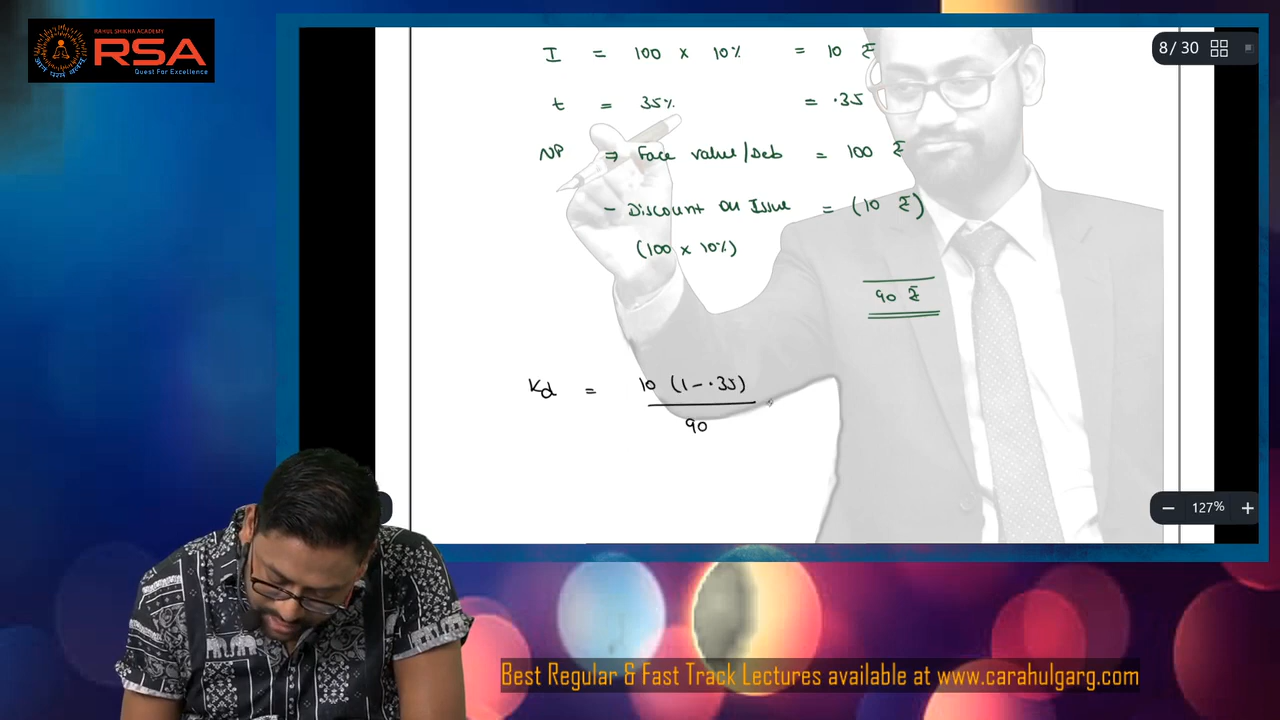 RAHUL SHIKHA ACADEMY
RSA
Quest For Excellence
8/30
I = 100 x 10% = 10 ₹
t = 35% = .35
NP ⇒ Face value/Deb = 100 ₹
- Discount on Issue = (10 ₹)
(100 x 10%)
90 ₹
Kd = 10 (1-.35)
90
127%
Best Regular & Fast Track Lectures available at www.carahulgarg.com